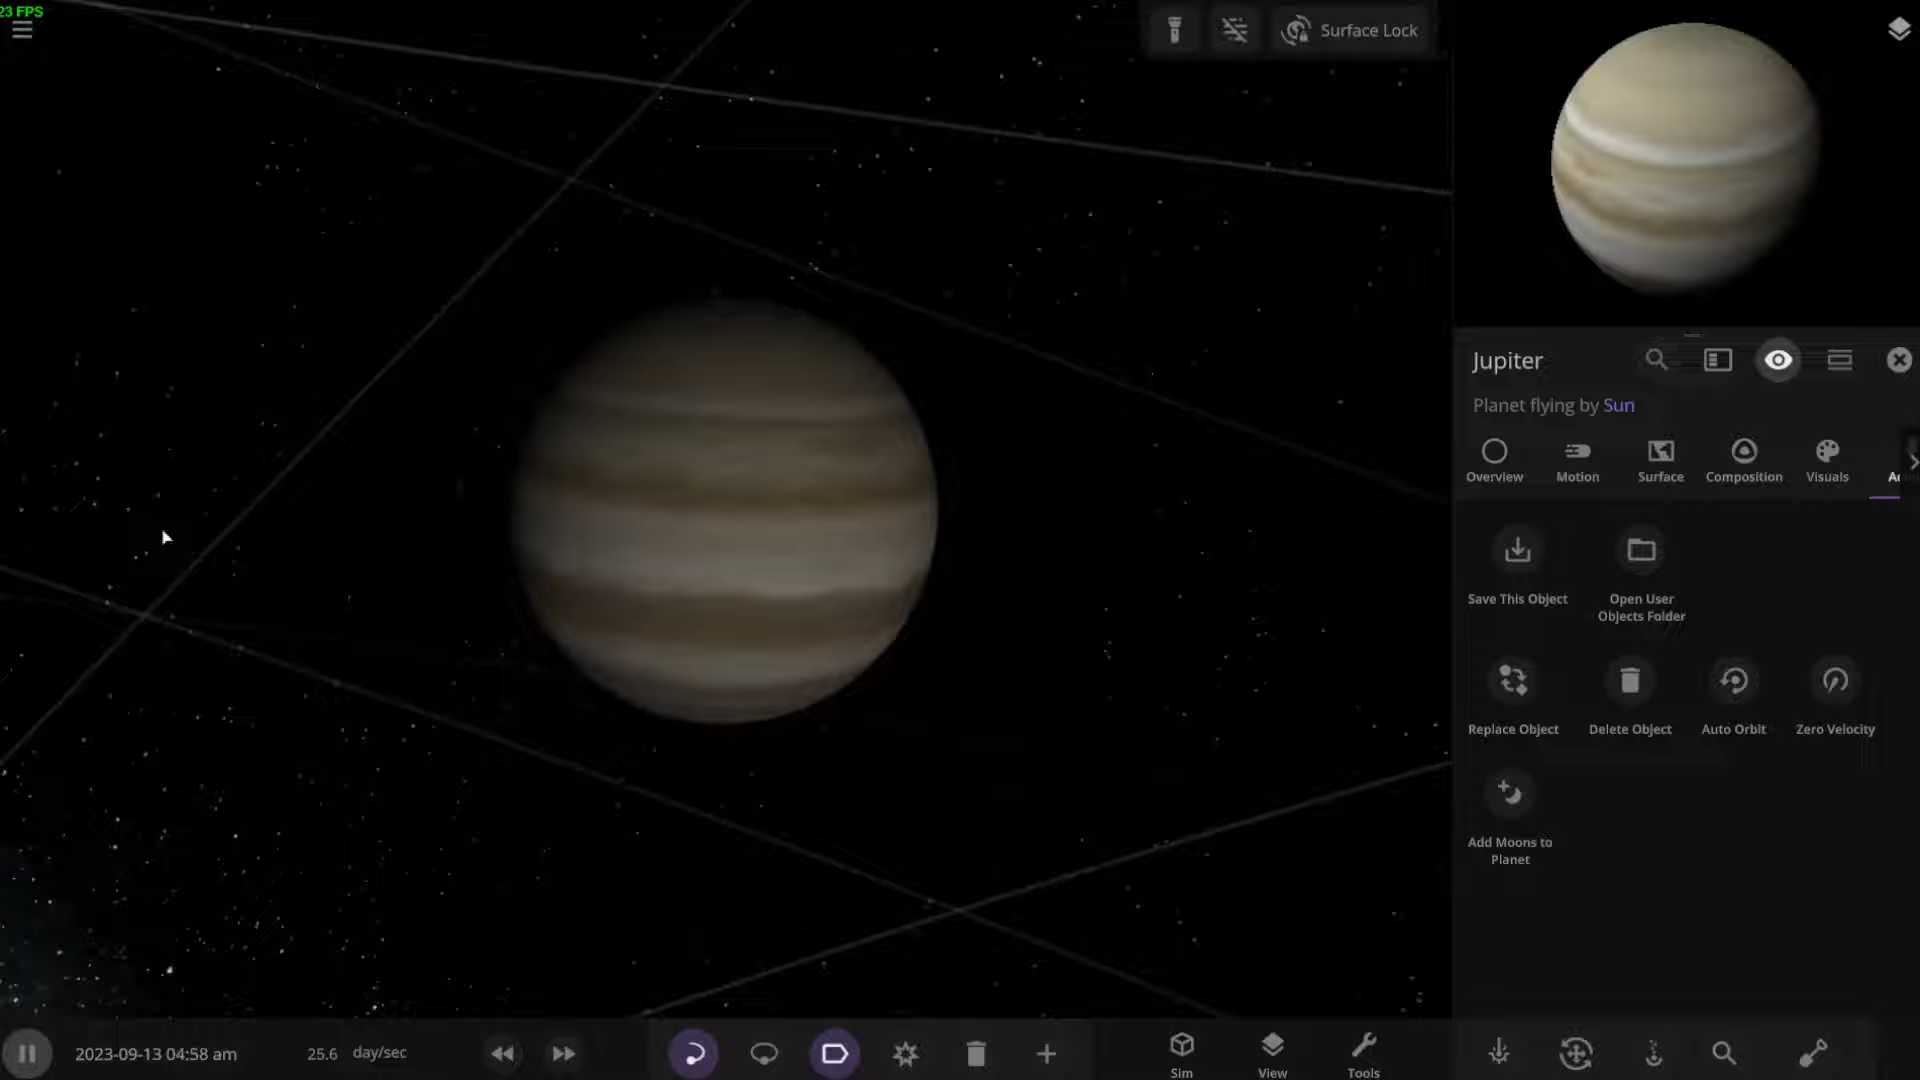 23 FPS
Surface Lock
Jupiter
Planet flying by Sun
Overview
Motion
Surface
Composition
Visuals
Save This Object
Open User
Objects Folder
Replace Object
Delete Object
Auto Orbit
Zero Velocity
Add Moons to
Planet
2023-09-13 04:58 am
25.6 day/sec
Sim
View
Tools